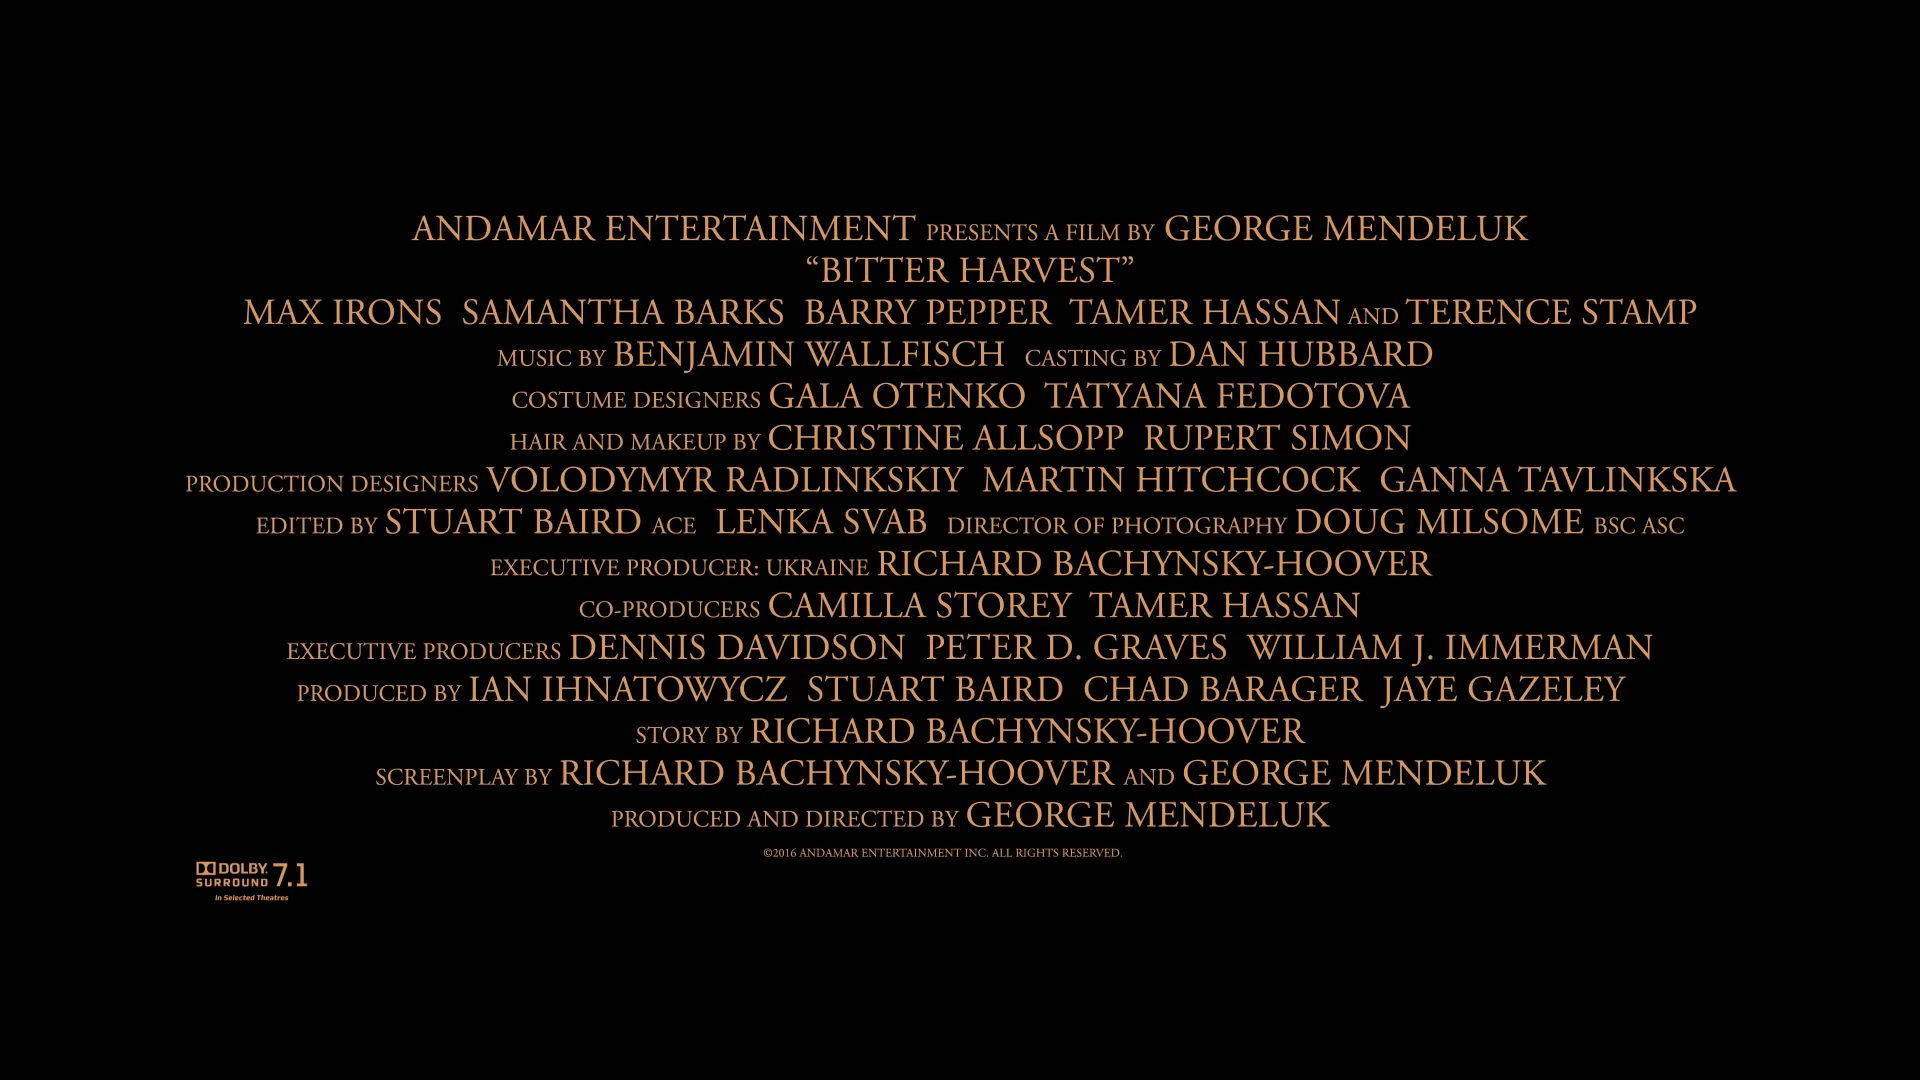 ANDAMAR ENTERTAINMENT PRESENTS A FILM BY GEORGE MENDELUK
“BITTER HARVEST”
MAX IRONS SAMANTHA BARKS BARRY PEPPER TAMER HASSAN AND TERENCE STAMP
MUSIC BY BENJAMIN WALLFISCH CASTING BY DAN HUBBARD
COSTUME DESIGNERS GALA OTENKO TATYANA FEDOTOVA
HAIR AND MAKEUP BY CHRISTINE ALLSOPP RUPERT SIMON
PRODUCTION DESIGNERS VOLODYMYR RADLINKSKIY MARTIN HITCHCOCK GANNA TAVLINKSKA
EDITED BY STUART BAIRD ACE LENKA SVAB DIRECTOR OF PHOTOGRAPHY DOUG MILSOME BSC ASC
EXECUTIVE PRODUCER: UKRAINE RICHARD BACHYNSKY-HOOVER
CO-PRODUCERS CAMILLA STOREY TAMER HASSAN
EXECUTIVE PRODUCERS DENNIS DAVIDSON PETER D. GRAVES WILLIAM J. IMMERMAN
PRODUCED BY IAN IHNATOWYCZ STUART BAIRD CHAD BARAGER JAYE GAZELEY
STORY BY RICHARD BACHYNSKY-HOOVER
SCREENPLAY BY RICHARD BACHYNSKY-HOOVER AND GEORGE MENDELUK
PRODUCED AND DIRECTED BY GEORGE MENDELUK
©2016 ANDAMAR ENTERTAINMENT INC. ALL RIGHTS RESERVED.
DOLBY.
SURROUND 7.1
In Selected Theatres